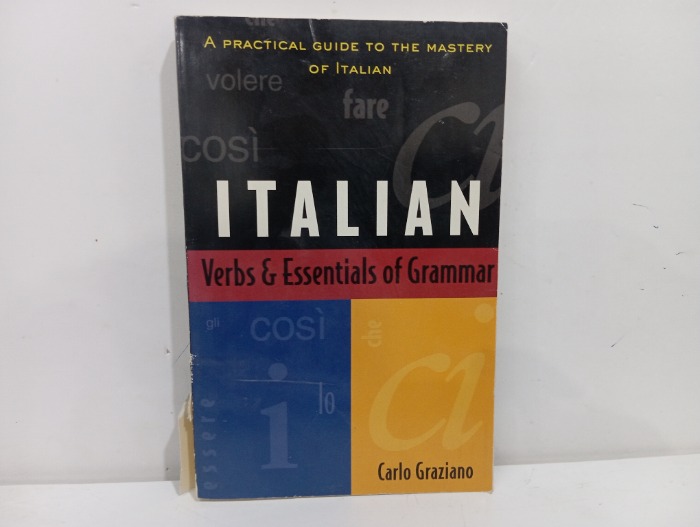 che
A PRACTICAL GUIDE TO THE MASTERY
OF ITALIAN
volere
fare
così
ci
ITALIAN
Verbs & Essentials of Grammar
gli
così
che
ci
i
lo
essere
Carlo Graziano